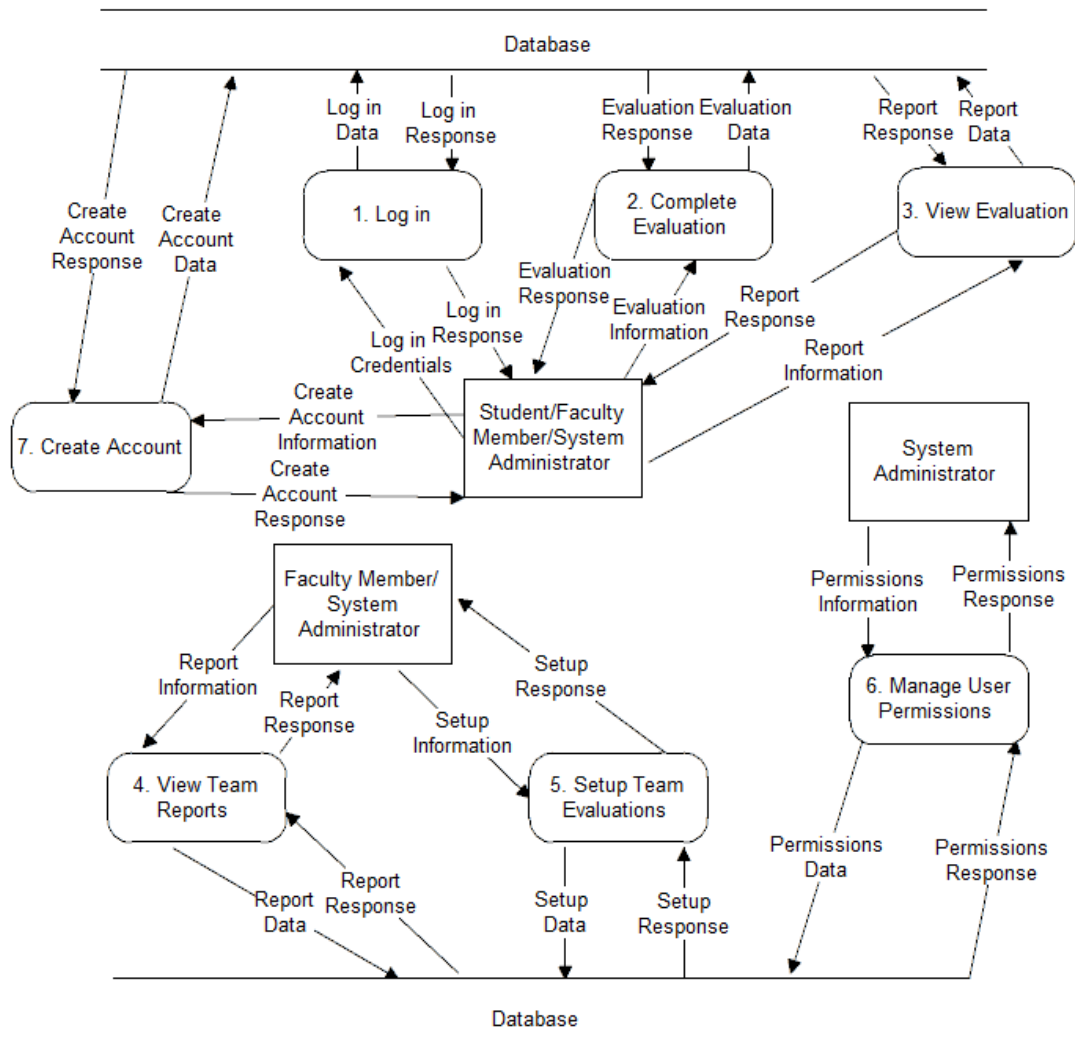 Database
Log in
Data
Log in
Response
Evaluation
Response
Evaluation
Data
Report
Response
Report
Data
Create
Account
Response
Create
Account
Data
1. Log in
2. Complete
Evaluation
3. View Evaluation
Evaluation
Response
Evaluation
Information
Report
Response
Log in
Response
Log in
Credentials
Report
Information
Create
Account
Information
7. Create Account
Student/Faculty
Member/System
Administrator
System
Administrator
Create
Account
Response
Faculty Member/
System
Administrator
Permissions
Information
Permissions
Response
Report
Information
Report
Response
Setup
Response
Setup
Information
6. Manage User
Permissions
4. View Team
Reports
5. Setup Team
Evaluations
Report
Data
Report
Response
Setup
Data
Setup
Response
Permissions
Data
Permissions
Response
Database